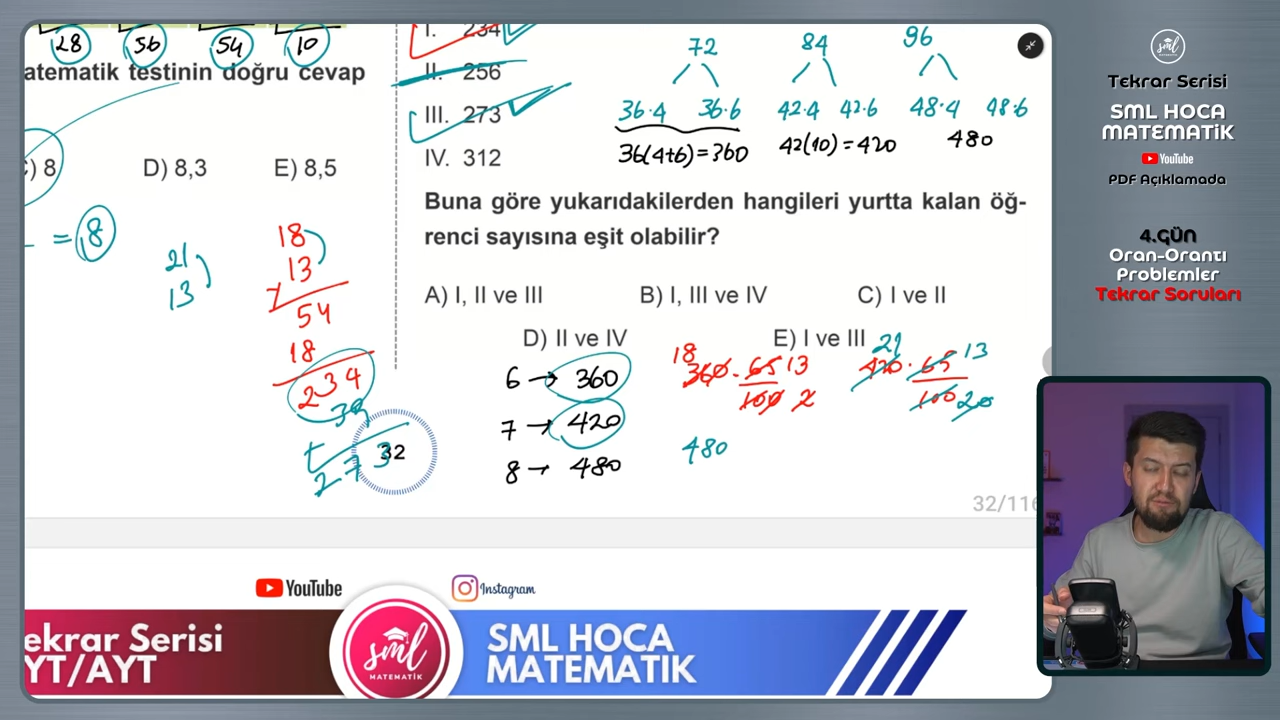 28 56 54 10
atematik testinin doğru cevap
) 8 D) 8,3 E) 8,5
= 8
21
13
18
13
x
54
18
234
39
+
273
I. 234
II. 256
III. 273
IV. 312
72 84 96
36·4 36·6 42·4 42·6 48·4 48·6
36(4+6)=360 42(10)=420 480
Buna göre yukarıdakilerden hangileri yurtta kalan öğ-
renci sayısına eşit olabilir?
A) I, II ve III B) I, III ve IV C) I ve II
D) II ve IV E) I ve III
6 → 360
7 → 420
8 → 480
18
360 · 65 13
100 2
21
420 · 65 13
100 20
480
32
32/116
YouTube
Instagram
ekrar Serisi
YT/AYT
sml
MATEMATİK
SML HOCA
MATEMATİK
sml
MATEMATİK
Tekrar Serisi
SML HOCA
MATEMATİK
YouTube
PDF Açıklamada
4.GÜN
Oran-Orantı
Problemler
Tekrar Soruları